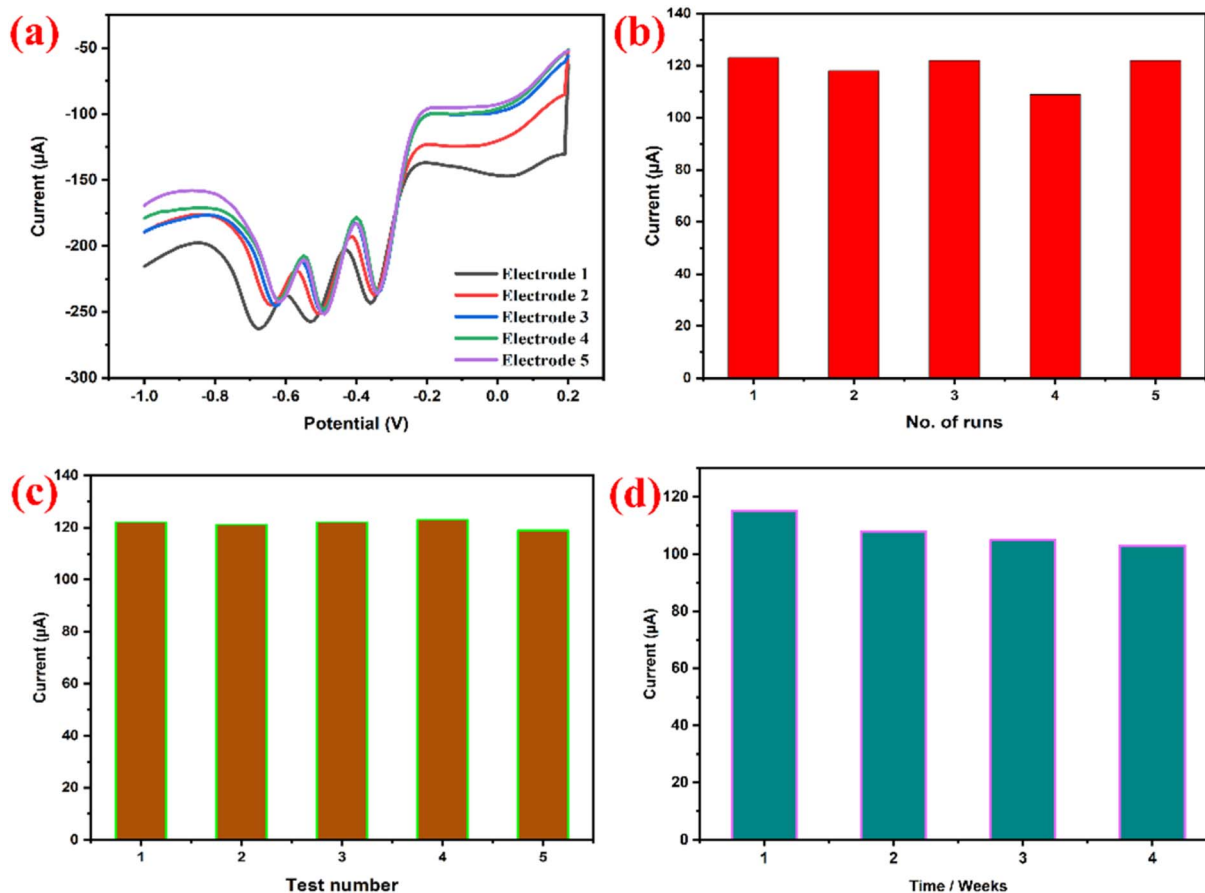 (a)
-50
-100
-150
-200
-250
-300
Current (µA)
Electrode 1
Electrode 2
Electrode 3
Electrode 4
Electrode 5
-1.0 -0.8 -0.6 -0.4 -0.2 0.0 0.2
Potential (V)
(b)
140
120
100
80
60
40
20
0
Current (µA)
1 2 3 4 5
No. of runs
(c)
140
120
100
80
60
40
20
0
Current (µA)
1 2 3 4 5
Test number
(d)
120
100
80
60
40
20
0
Current (µA)
1 2 3 4
Time / Weeks